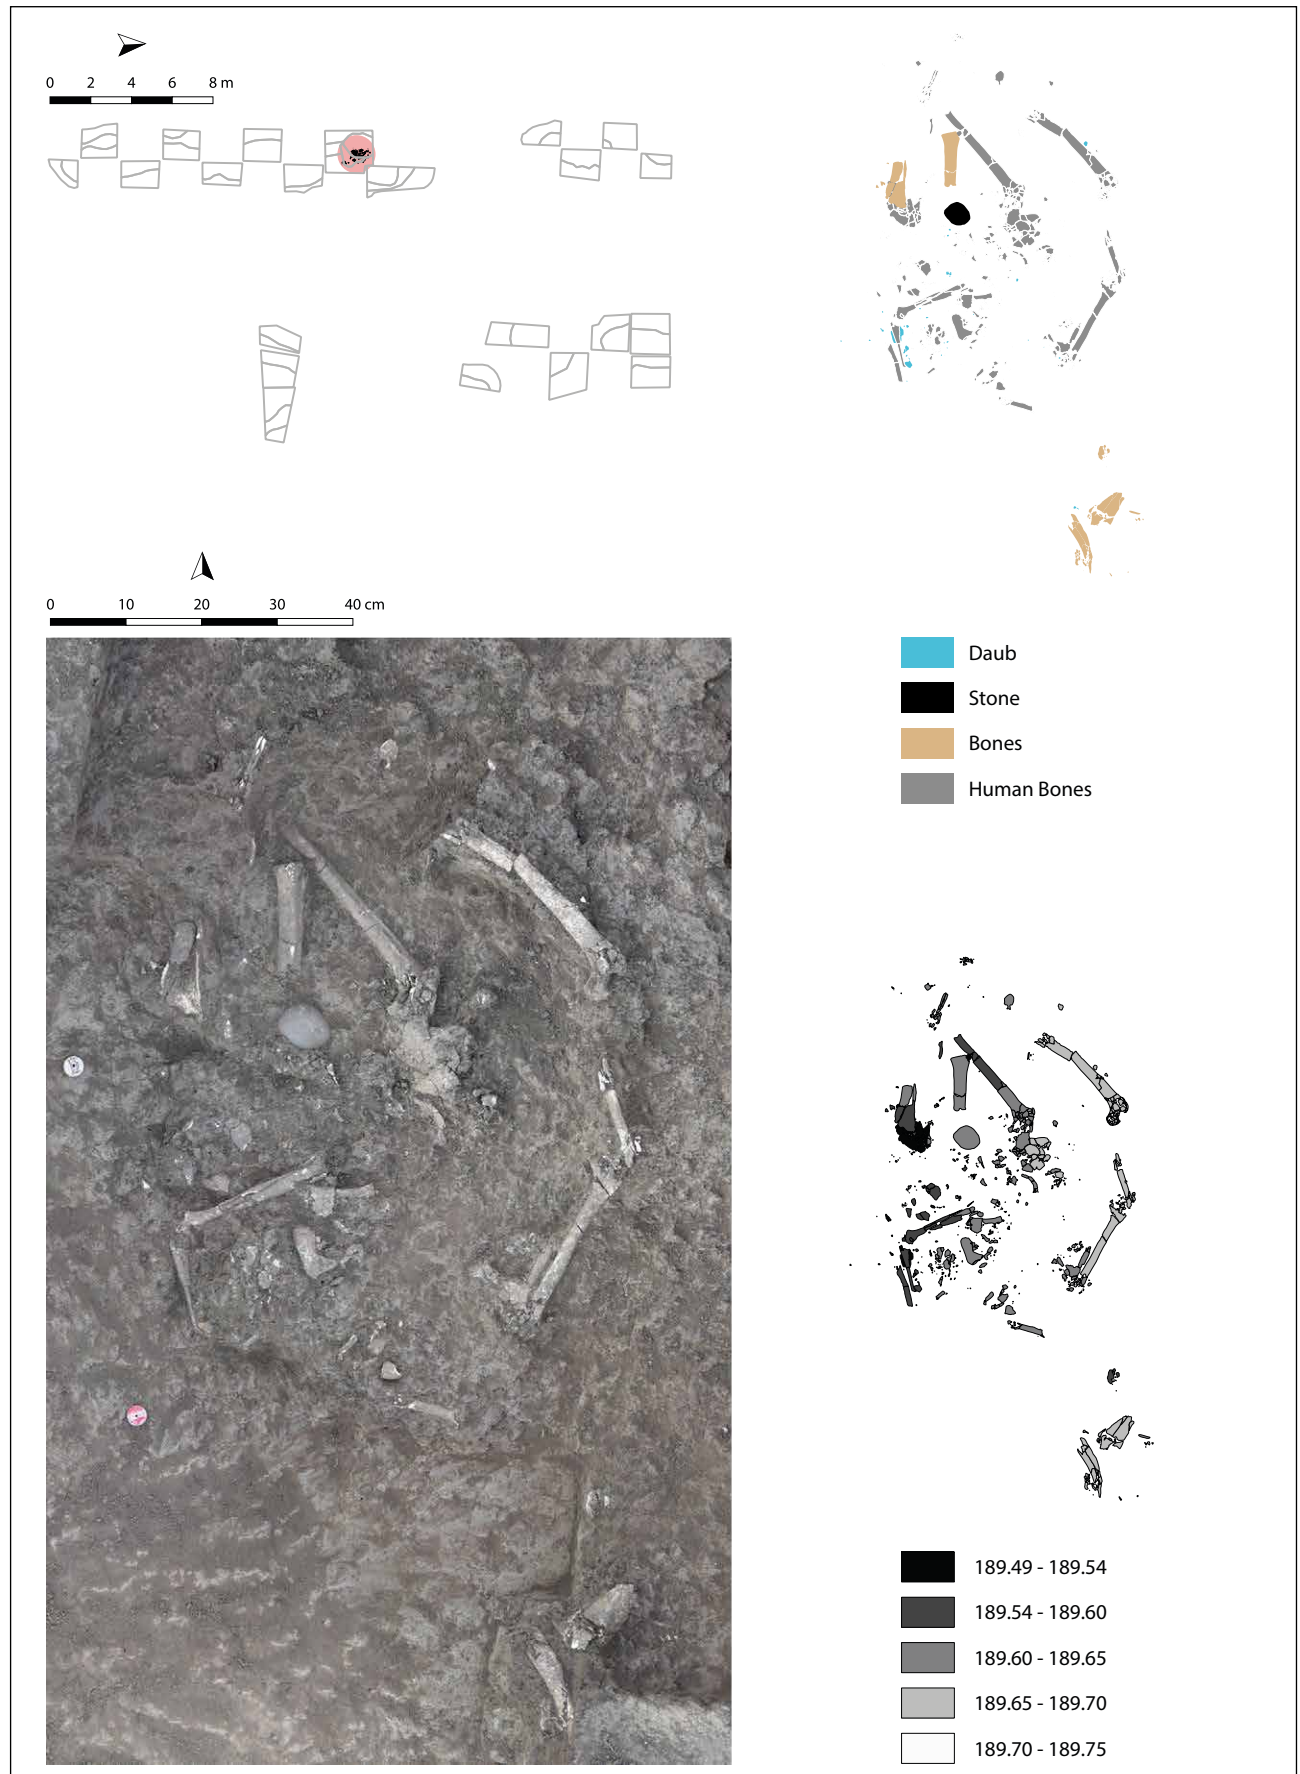 0 2 4 6 8 m
0 10 20 30 40 cm
Daub
Stone
Bones
Human Bones
189.49 - 189.54
189.54 - 189.60
189.60 - 189.65
189.65 - 189.70
189.70 - 189.75